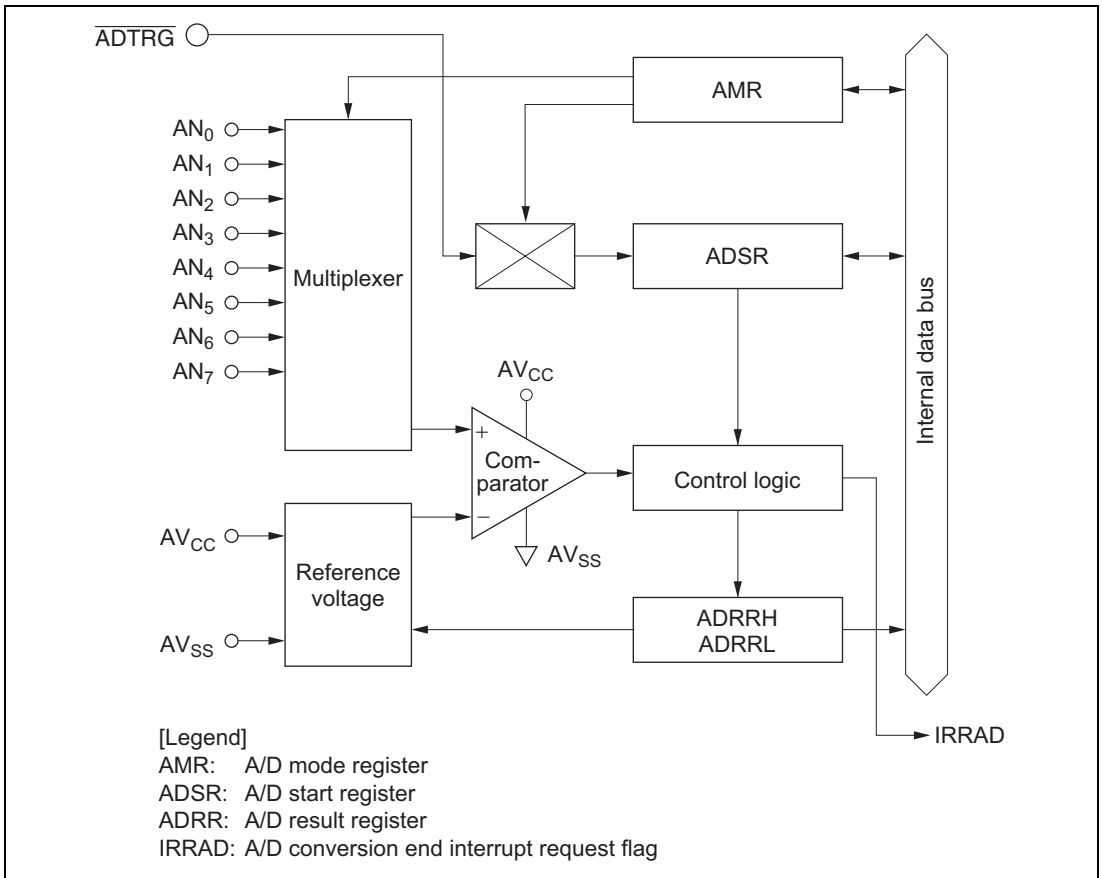 ADTRG
AMR
AN0
AN1
AN2
AN3
AN4
AN5
AN6
AN7
Multiplexer
ADSR
Internal data bus
AVCC
+
Com-
parator
−
AVSS
Control logic
AVCC
AVSS
Reference
voltage
ADRRH
ADRRL
IRRAD
[Legend]
AMR: A/D mode register
ADSR: A/D start register
ADRR: A/D result register
IRRAD: A/D conversion end interrupt request flag